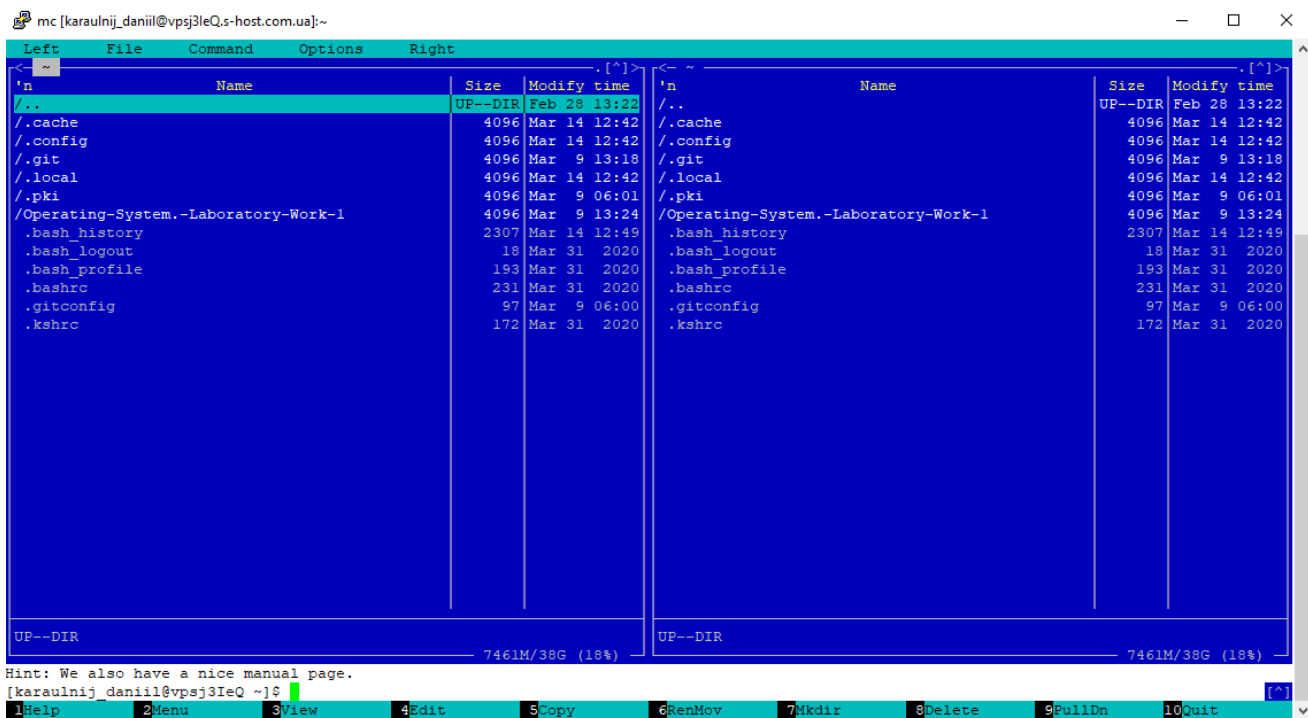 mc [karaulnij_daniil@vpsj3leQ.s-host.com.ua]:~
Left File Command Options Right
<— ~ .[^]> <— ~ .[^]>
'n Name Size Modify time 'n Name Size Modify time
/.. UP--DIR Feb 28 13:22 /.. UP--DIR Feb 28 13:22
/.cache 4096 Mar 14 12:42 /.cache 4096 Mar 14 12:42
/.config 4096 Mar 14 12:42 /.config 4096 Mar 14 12:42
/.git 4096 Mar 9 13:18 /.git 4096 Mar 9 13:18
/.local 4096 Mar 14 12:42 /.local 4096 Mar 14 12:42
/.pki 4096 Mar 9 06:01 /.pki 4096 Mar 9 06:01
/Operating-System.-Laboratory-Work-1 4096 Mar 9 13:24 /Operating-System.-Laboratory-Work-1 4096 Mar 9 13:24
.bash_history 2307 Mar 14 12:49 .bash_history 2307 Mar 14 12:49
.bash_logout 18 Mar 31 2020 .bash_logout 18 Mar 31 2020
.bash_profile 193 Mar 31 2020 .bash_profile 193 Mar 31 2020
.bashrc 231 Mar 31 2020 .bashrc 231 Mar 31 2020
.gitconfig 97 Mar 9 06:00 .gitconfig 97 Mar 9 06:00
.kshrc 172 Mar 31 2020 .kshrc 172 Mar 31 2020
UP--DIR UP--DIR
7461M/38G (18%) 7461M/38G (18%)
Hint: We also have a nice manual page.
[karaulnij_daniil@vpsj3IeQ ~]$ [^]
1Help 2Menu 3View 4Edit 5Copy 6RenMov 7Mkdir 8Delete 9PullDn 10Quit